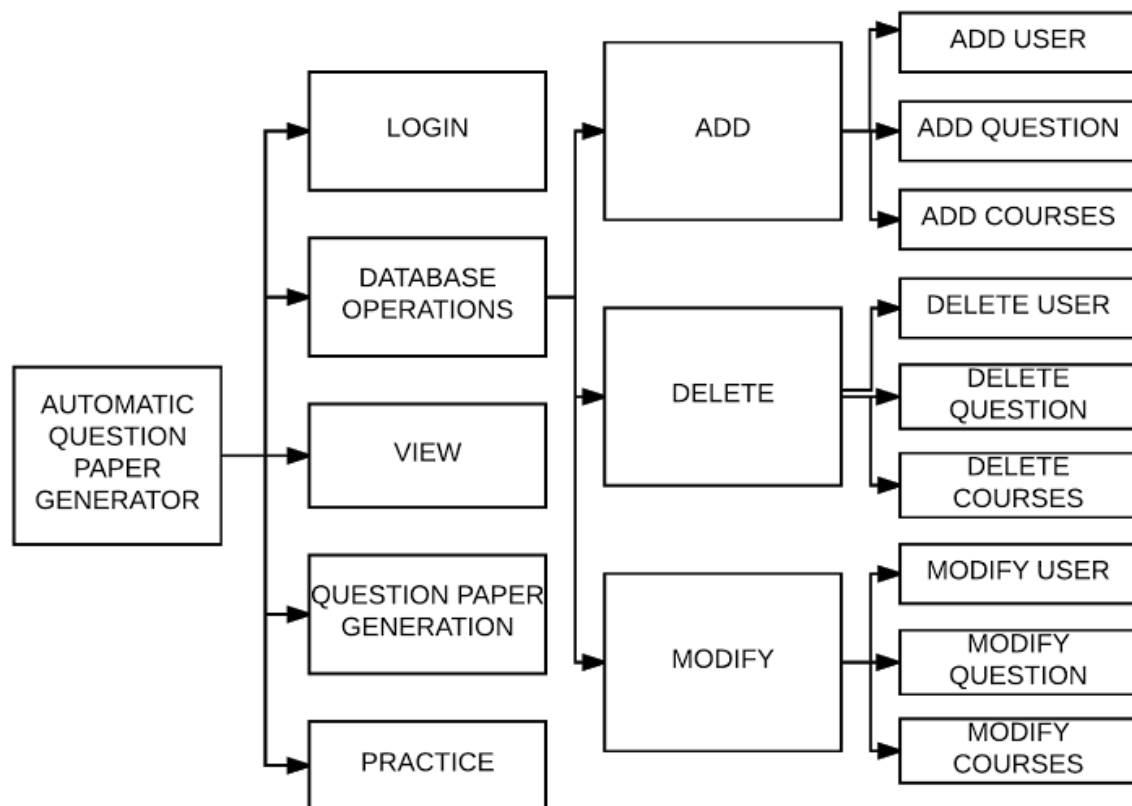 AUTOMATIC
QUESTION
PAPER
GENERATOR
LOGIN
DATABASE
OPERATIONS
VIEW
QUESTION PAPER
GENERATION
PRACTICE
ADD
DELETE
MODIFY
ADD USER
ADD QUESTION
ADD COURSES
DELETE USER
DELETE
QUESTION
DELETE
COURSES
MODIFY USER
MODIFY
QUESTION
MODIFY
COURSES